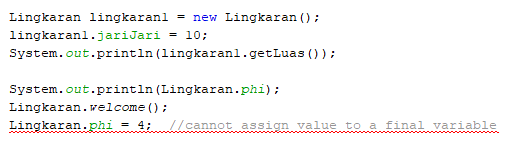 Lingkaran lingkaran1 = new Lingkaran();
lingkaran1.jariJari = 10;
System.out.println(lingkaran1.getLuas());
System.out.println(Lingkaran.phi);
Lingkaran.welcome();
Lingkaran.phi = 4;  //cannot assign value to a final variable